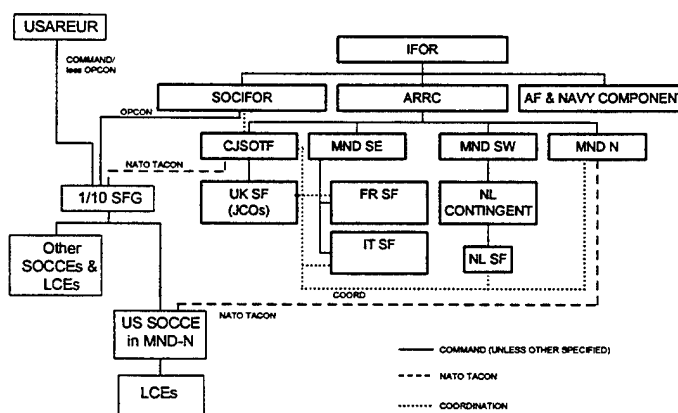 USAREUR
IFOR
COMMAND/
less OPCON
SOCIFOR
ARRC
AF & NAVY COMPONENT
OPCON
CJSOTF
MND SE
MND SW
MND N
NATO TACON
1/10 SFG
UK SF
(JCOs)
FR SF
NL
CONTINGENT
Other
SOCCEs &
LCEs
IT SF
NL SF
COORD
US SOCCE
in MND-N
NATO TACON
LCEs
COMMAND (UNLESS OTHER SPECIFIED)
NATO TACON
COORDINATION